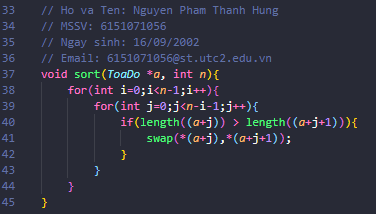 33 // Ho va Ten: Nguyen Pham Thanh Hung
34 // MSSV: 6151071056
35 // Ngay sinh: 16/09/2002
36 // Email: 6151071056@st.utc2.edu.vn
37 void sort(ToaDo *a, int n){
38     for(int i=0;i<n-1;i++){
39         for(int j=0;j<n-i-1;j++){
40             if(length((a+j)) > length((a+j+1))){
41                 swap(*(a+j),*(a+j+1));
42             }
43         }
44     }
45 }